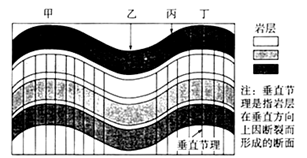 甲 乙 丙 丁
岩层
注：垂直节
理是指岩层
在垂直方向
上因断裂而
形成的断面
垂直节理